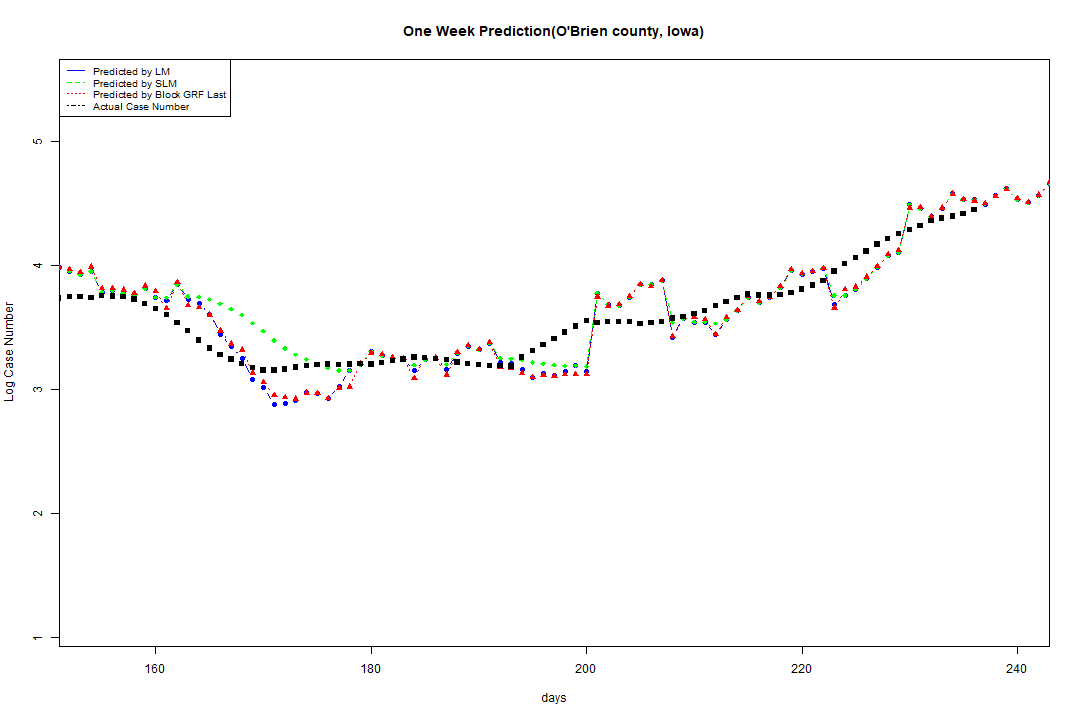 One Week Prediction(O'Brien county, Iowa)
Predicted by LM
Predicted by SLM
Predicted by Block GRF Last
Actual Case Number
5
4
3
2
1
Log Case Number
160 180 200 220 240
days